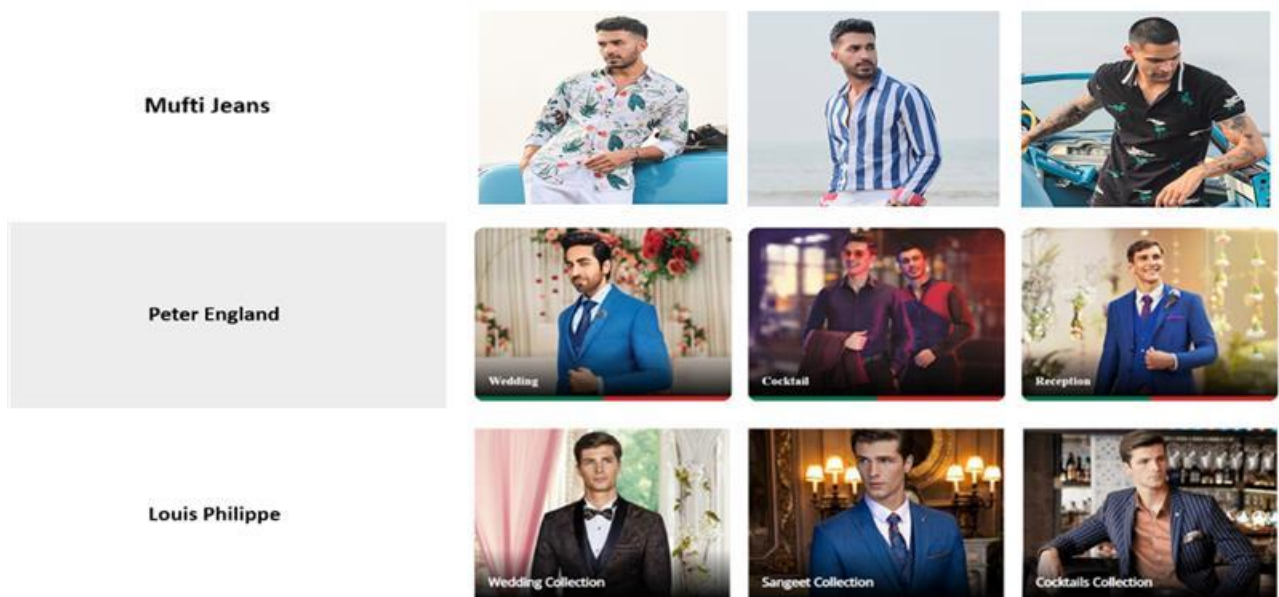 Mufti Jeans
Peter England
Wedding
Cocktail
Reception
Louis Philippe
Wedding Collection
Sangeet Collection
Cocktails Collection